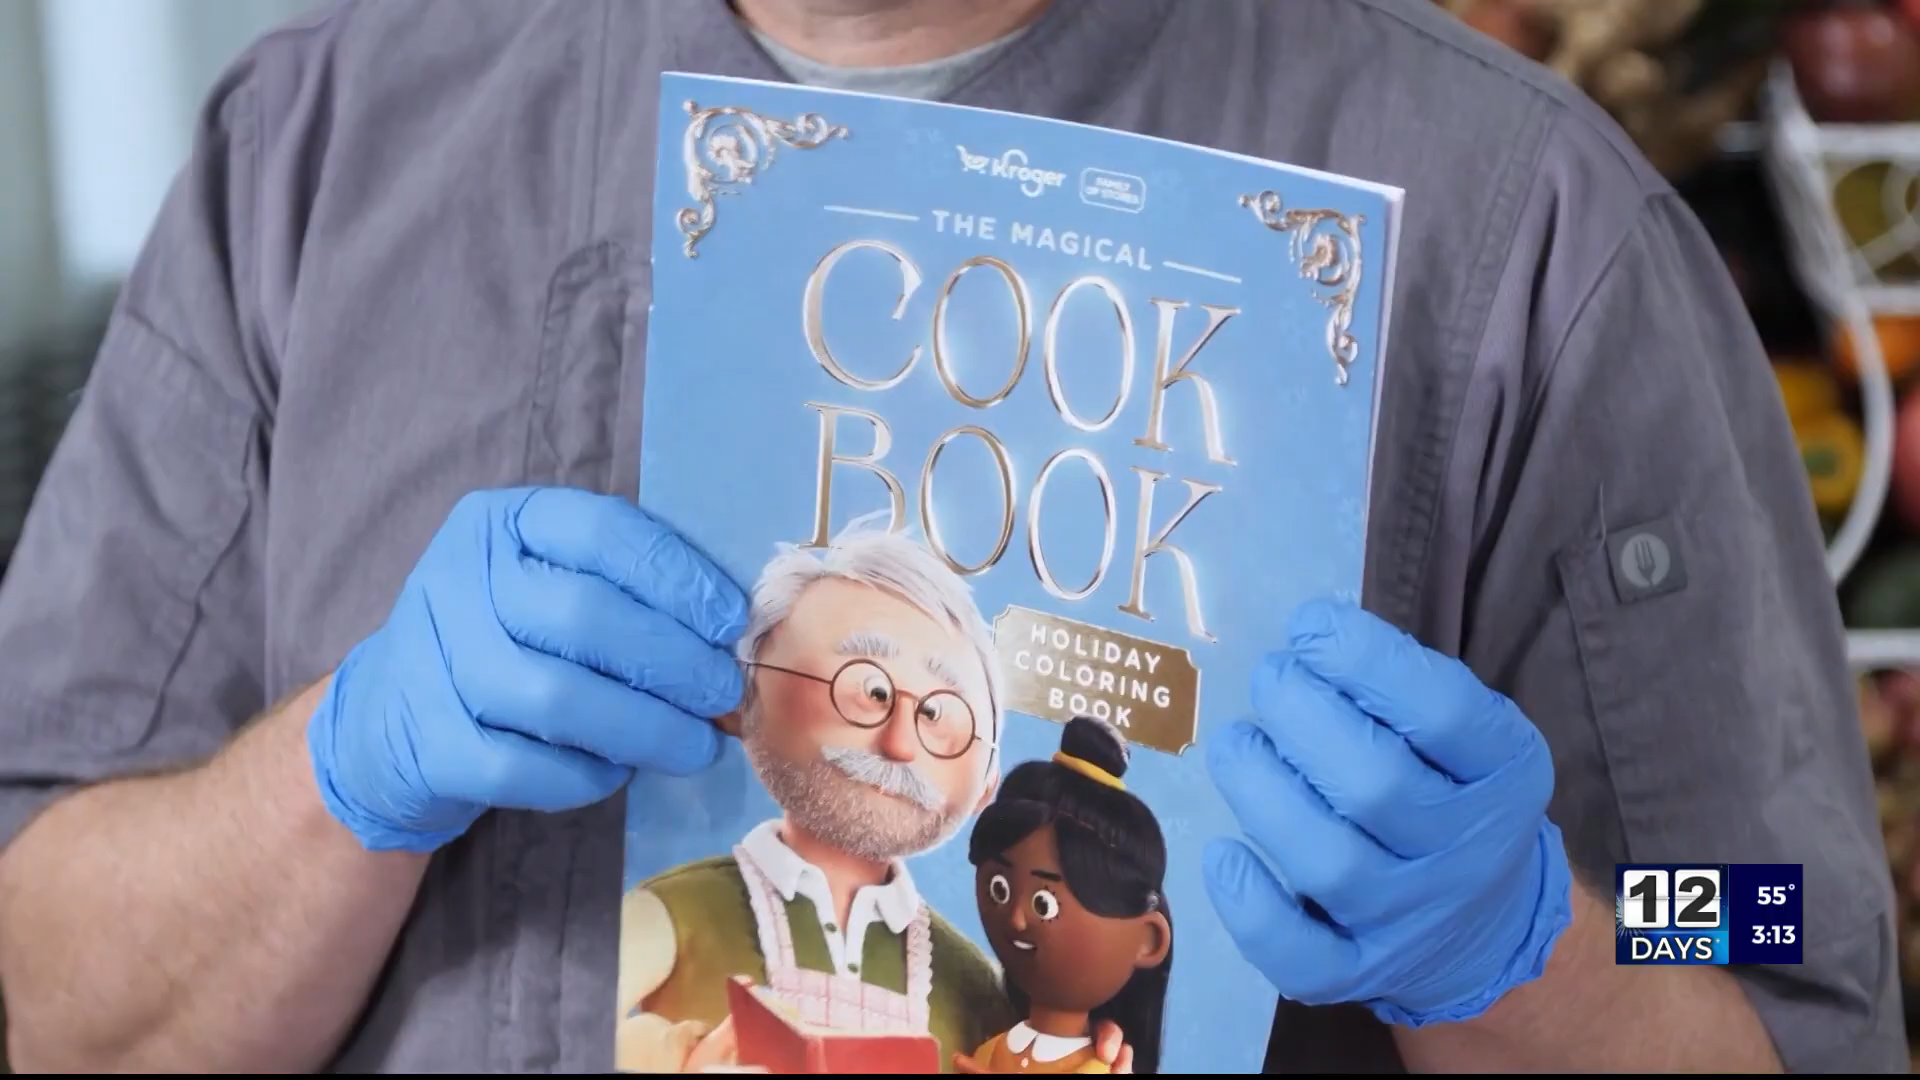 Kroger
FAMILY
OF STORES
THE MAGICAL
COOK
BOOK
HOLIDAY
COLORING
BOOK
12
DAYS
55°
3:13